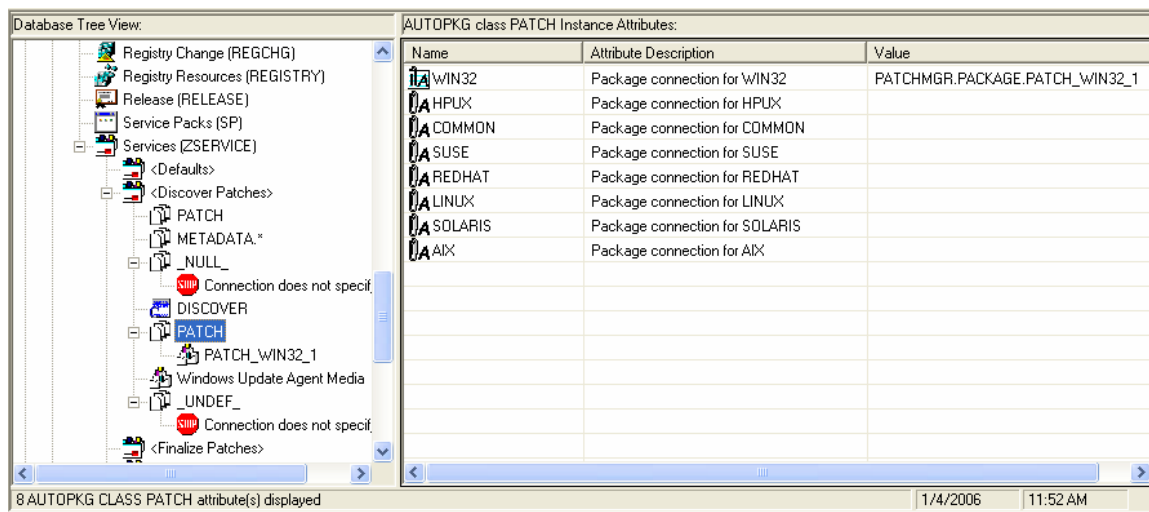 Database Tree View:
AUTOPKG class PATCH Instance Attributes:
Registry Change (REGCHG)
Registry Resources (REGISTRY)
Release (RELEASE)
Service Packs (SP)
Services (ZSERVICE)
<Defaults>
<Discover Patches>
PATCH
METADATA.*
_NULL_
STOP Connection does not specif
DISCOVER
PATCH
PATCH_WIN32_1
Windows Update Agent Media
_UNDEF_
STOP Connection does not specif
<Finalize Patches>
Name Attribute Description Value
WIN32 Package connection for WIN32 PATCHMGR.PACKAGE.PATCH_WIN32_1
HPUX Package connection for HPUX
COMMON Package connection for COMMON
SUSE Package connection for SUSE
REDHAT Package connection for REDHAT
LINUX Package connection for LINUX
SOLARIS Package connection for SOLARIS
AIX Package connection for AIX
8 AUTOPKG CLASS PATCH attribute(s) displayed 1/4/2006 11:52 AM